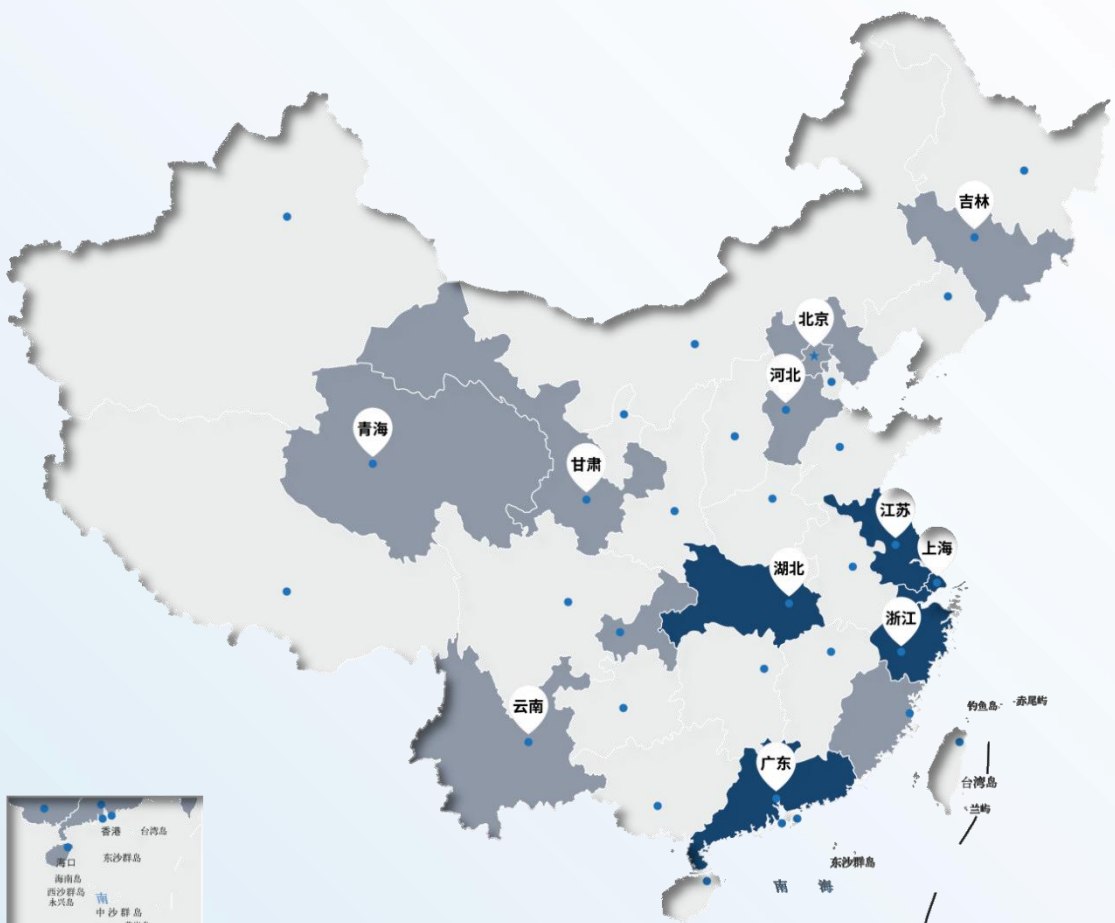 吉林
北京
河北
青海
甘肃
江苏
上海
湖北
浙江
云南
钓鱼岛
赤尾屿
广东
台湾岛
兰屿
东沙群岛
南海
香港
台湾岛
东沙群岛
海口
海南岛
西沙群岛
永兴岛
南
中沙群岛